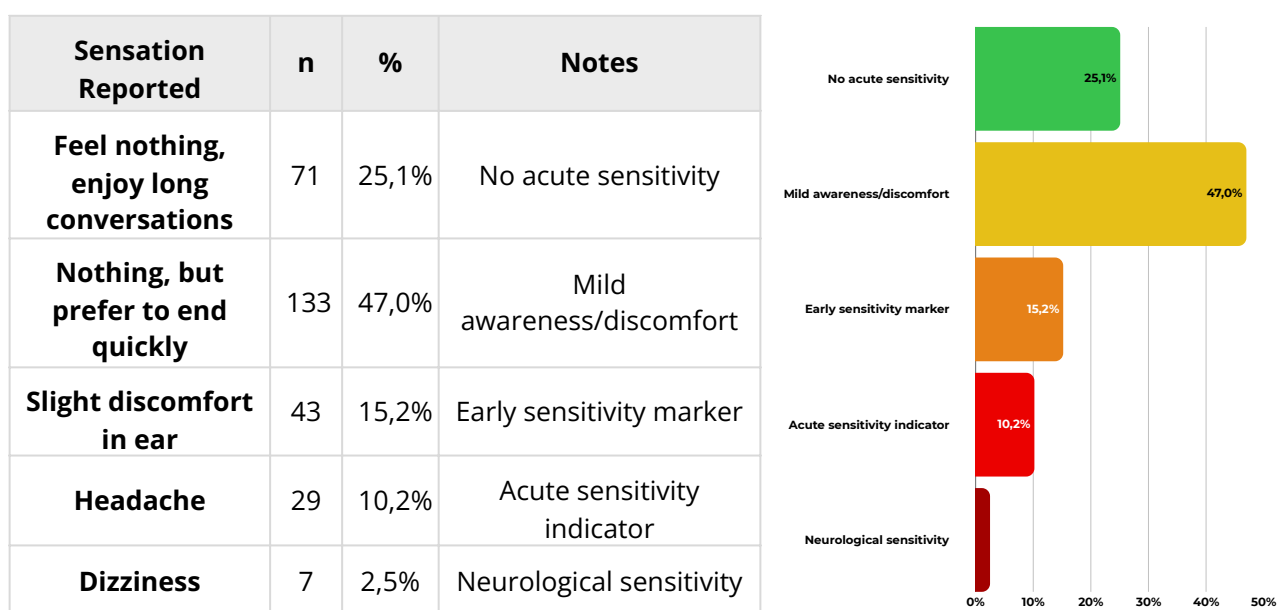 Sensation
Reported
n
%
Notes
Feel nothing,
enjoy long
conversations
71
25,1%
No acute sensitivity
Nothing, but
prefer to end
quickly
133
47,0%
Mild
awareness/discomfort
Slight discomfort
in ear
43
15,2%
Early sensitivity marker
Headache
29
10,2%
Acute sensitivity
indicator
Dizziness
7
2,5%
Neurological sensitivity
No acute sensitivity
25,1%
Mild awareness/discomfort
47,0%
Early sensitivity marker
15,2%
Acute sensitivity indicator
10,2%
Neurological sensitivity
0%
10%
20%
30%
40%
50%